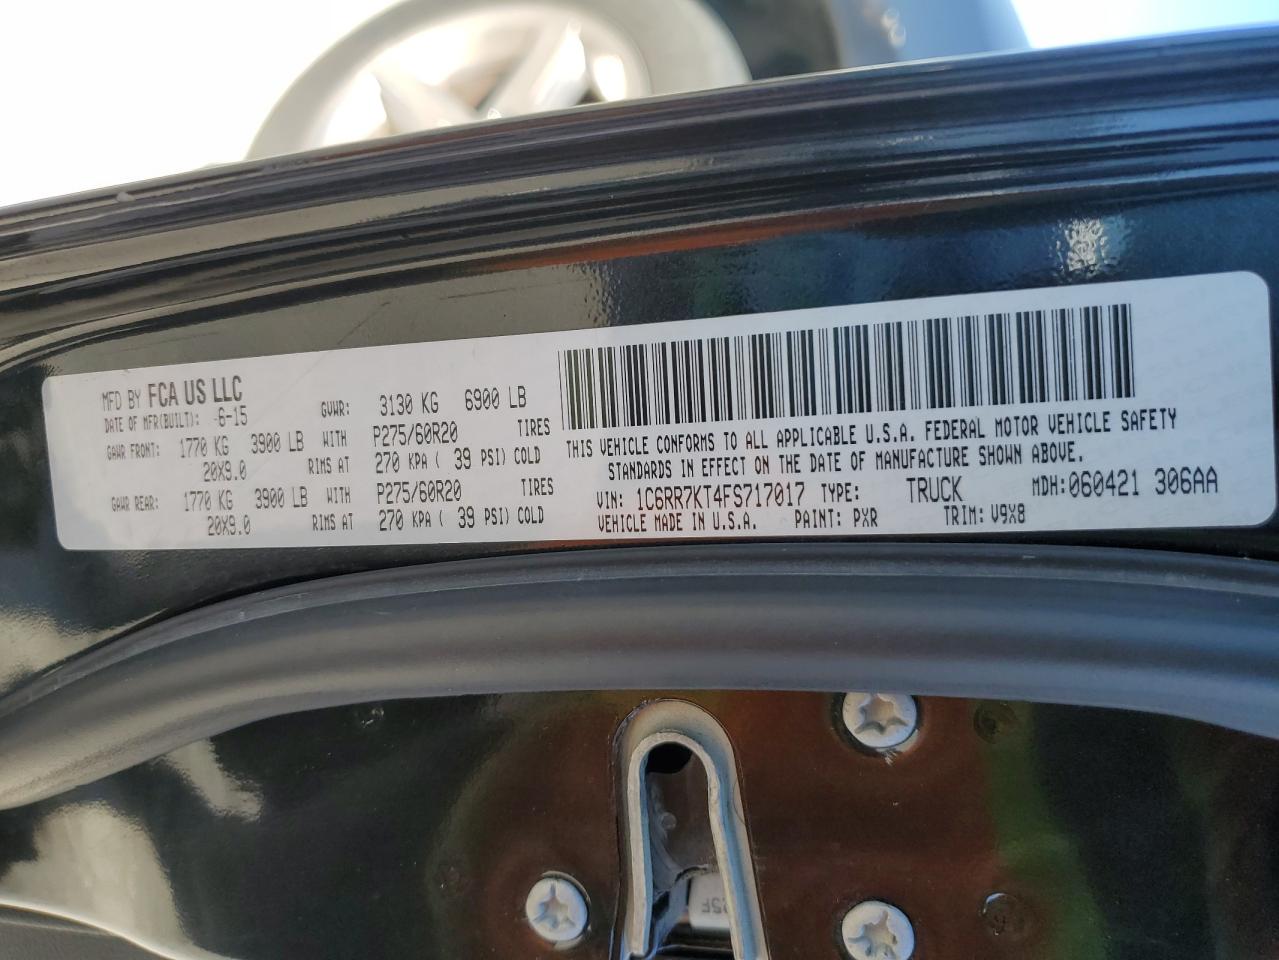 MFD BY FCA US LLC
DATE OF MFR(BUILT): -6-15 GVWR: 3130 KG 6900 LB
GAWR FRONT: 1770 KG 3900 LB WITH P275/60R20 TIRES
20X9.0 RIMS AT 270 KPA ( 39 PSI) COLD
GAWR REAR: 1770 KG 3900 LB WITH P275/60R20 TIRES
20X9.0 RIMS AT 270 KPA ( 39 PSI) COLD
THIS VEHICLE CONFORMS TO ALL APPLICABLE U.S.A. FEDERAL MOTOR VEHICLE SAFETY
STANDARDS IN EFFECT ON THE DATE OF MANUFACTURE SHOWN ABOVE.
VIN: 1C6RR7KT4FS717017 TYPE: TRUCK MDH:060421 306AA
VEHICLE MADE IN U.S.A. PAINT: PXR TRIM: V9X8